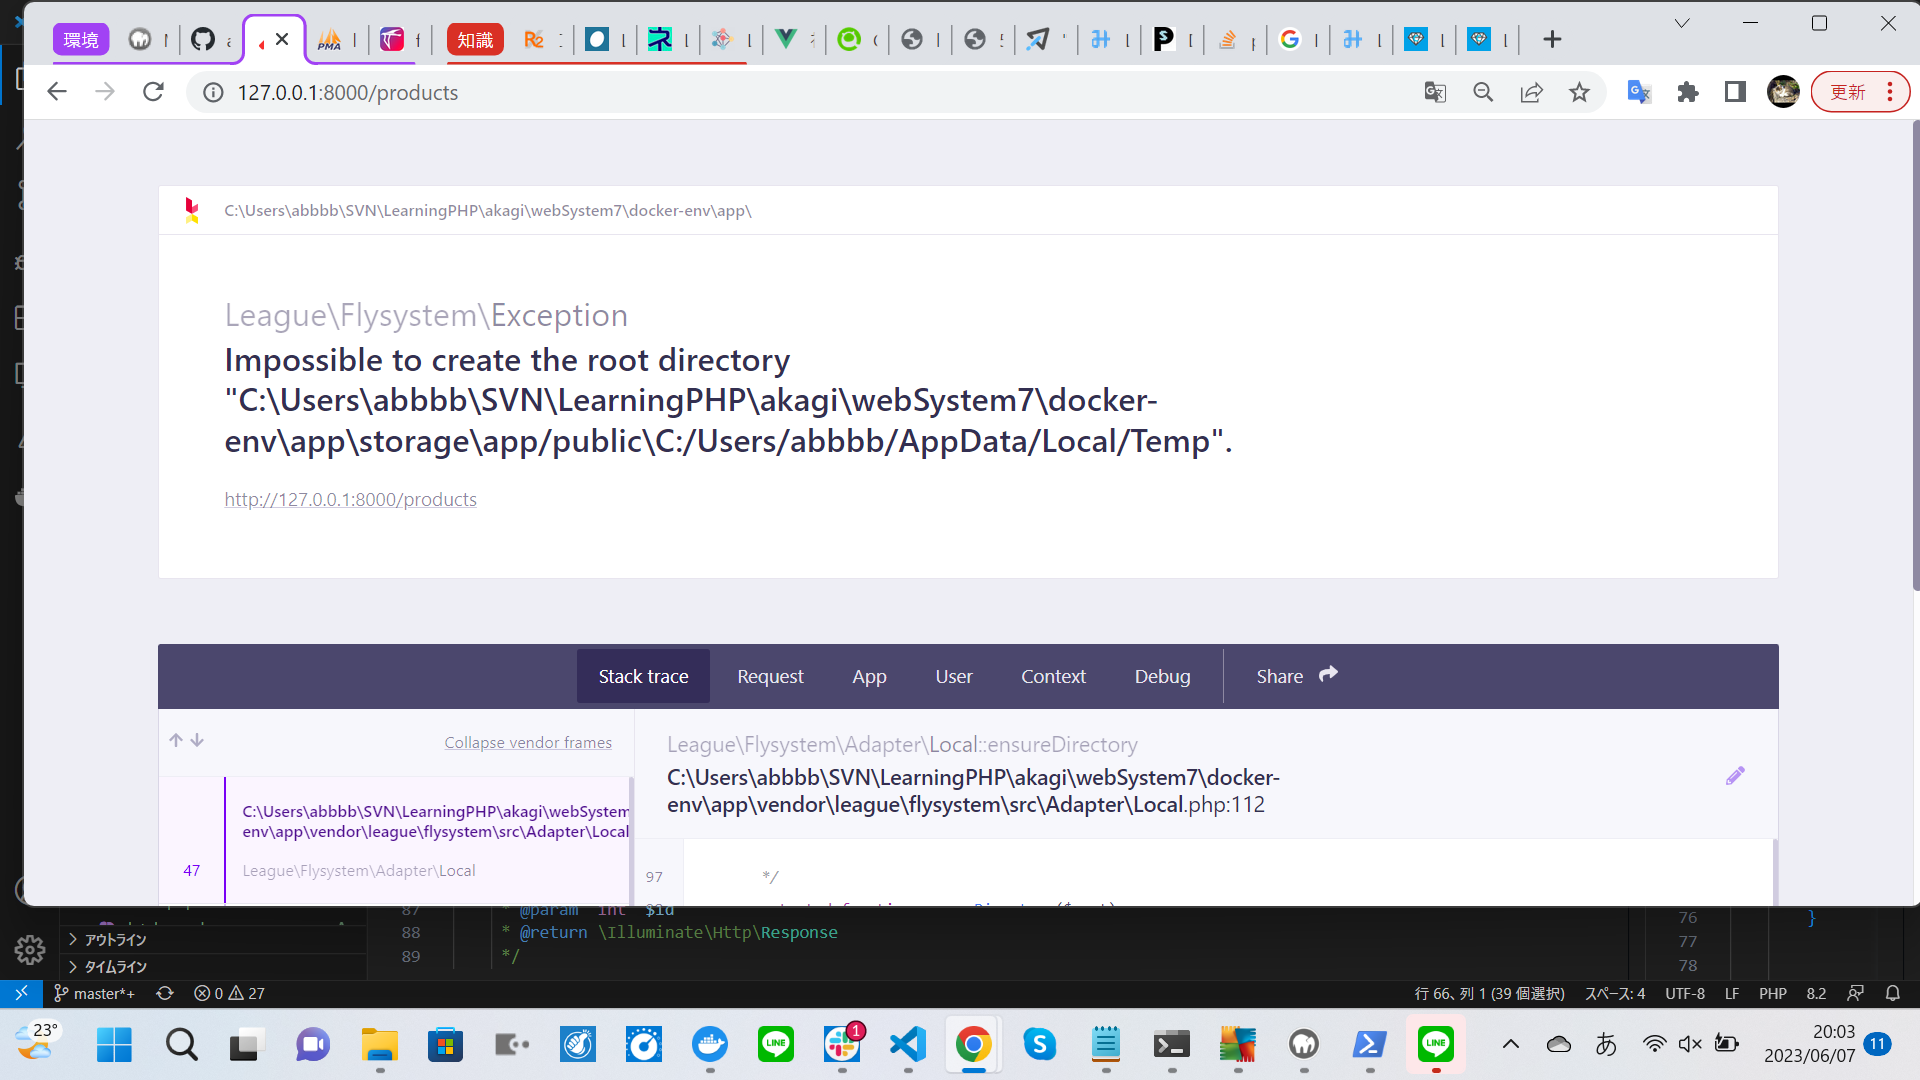 環境
知識
127.0.0.1:8000/products
更新
C:\Users\abbbb\SVN\LearningPHP\akagi\webSystem7\docker-env\app\
League\Flysystem\Exception
Impossible to create the root directory
"C:\Users\abbbb\SVN\LearningPHP\akagi\webSystem7\docker-
env\app\storage\app/public\C:/Users/abbbb/AppData/Local/Temp".
http://127.0.0.1:8000/products
Stack trace
Request
App
User
Context
Debug
Share
Collapse vendor frames
League\Flysystem\Adapter\Local::ensureDirectory
C:\Users\abbbb\SVN\LearningPHP\akagi\webSystem7\docker-
env\app\vendor\league\flysystem\src\Adapter\Local.php:112
C:\Users\abbbb\SVN\LearningPHP\akagi\webSystem
env\app\vendor\league\flysystem\src\Adapter\Local
47
League\Flysystem\Adapter\Local
97 */
87 * @param int $id
88 * @return \Illuminate\Http\Response
89 */
76 }
77
78
アウトライン
タイムライン
master*+
0
27
行 66、列 1 (39 個選択)
スペース: 4
UTF-8
LF
PHP
8.2
23°
1
あ
20:03
2023/06/07
11